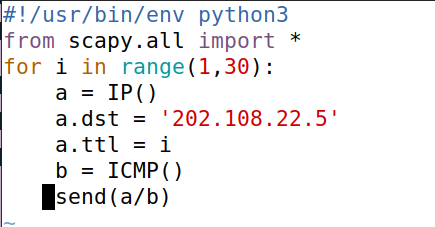 #!/usr/bin/env python3
from scapy.all import *
for i in range(1,30):
    a = IP()
    a.dst = '202.108.22.5'
    a.ttl = i
    b = ICMP()
    send(a/b)
~